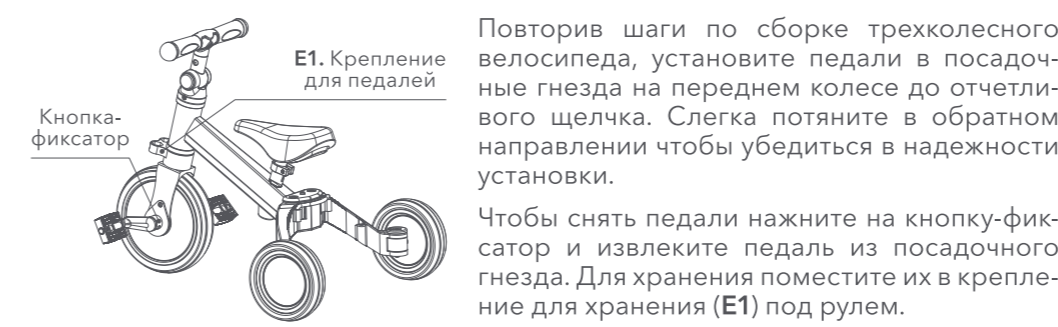 E1. Крепление
для педалей
Кнопка-
фиксатор
Повторив шаги по сборке трехколесного
велосипеда, установите педали в посадоч-
ные гнезда на переднем колесе до отчетли-
вого щелчка. Слегка потяните в обратном
направлении чтобы убедиться в надежности
установки.
Чтобы снять педали нажните на кнопку-фик-
сатор и извлеките педаль из посадочного
гнезда. Для хранения поместите их в крепле-
ние для хранения (E1) под рулем.